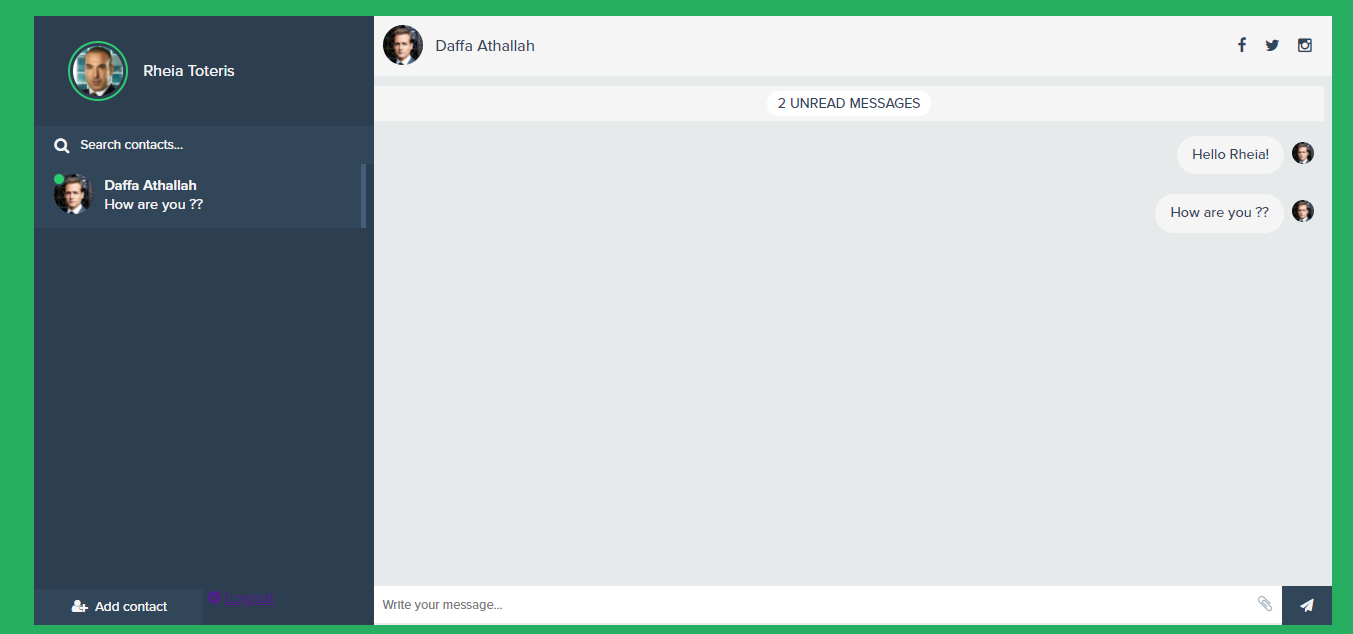 Rheia Toteris
Search contacts...
Daffa Athallah
How are you ??
Add contact
Logout
Daffa Athallah
2 UNREAD MESSAGES
Hello Rheia!
How are you ??
Write your message...